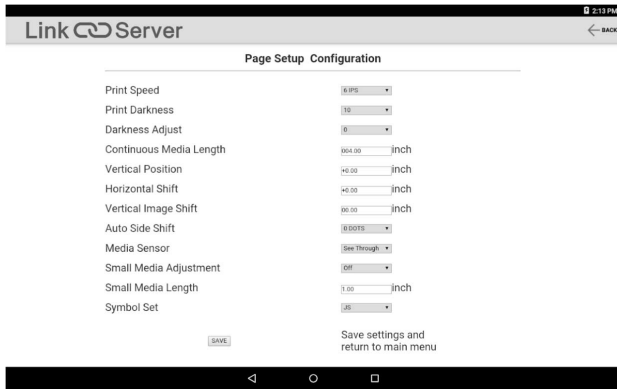 2:13 PM
Link Server
BACK
Page Setup Configuration
Print Speed 6 IPS
Print Darkness 10
Darkness Adjust 0
Continuous Media Length 004.00 inch
Vertical Position +0.00 inch
Horizontal Shift +0.00 inch
Vertical Image Shift 00.00 inch
Auto Side Shift 0 DOTS
Media Sensor See Through
Small Media Adjustment Off
Small Media Length 1.00 inch
Symbol Set JS
SAVE Save settings and
return to main menu